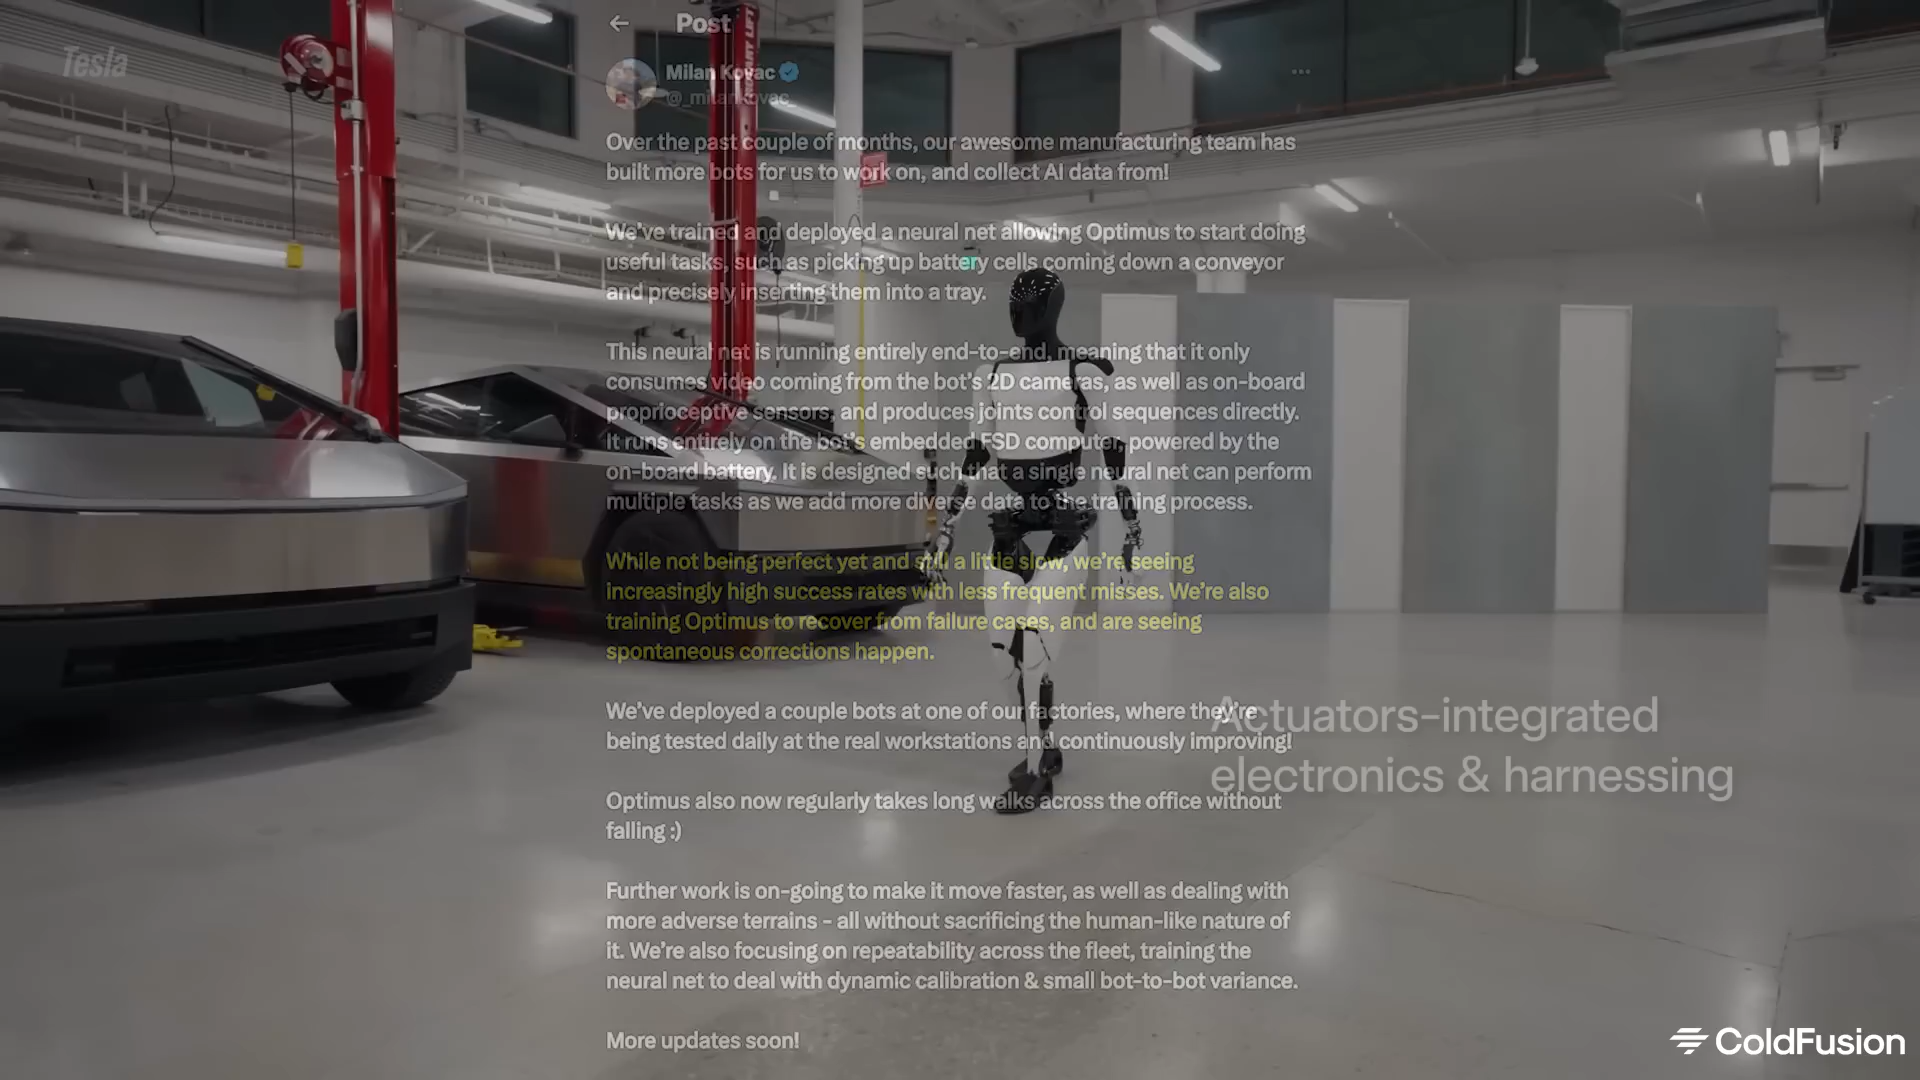 Tesla
Post
Milan Kovac
@_milankovac_
Over the past couple of months, our awesome manufacturing team has
built more bots for us to work on, and collect AI data from!
We've trained and deployed a neural net allowing Optimus to start doing
useful tasks, such as picking up battery cells coming down a conveyor
and precisely inserting them into a tray.
This neural net is running entirely end-to-end, meaning that it only
consumes video coming from the bot's 2D cameras, as well as on-board
proprioceptive sensors, and produces joints control sequences directly.
It runs entirely on the bot's embedded FSD computer, powered by the
on-board battery. It is designed such that a single neural net can perform
multiple tasks as we add more diverse data to the training process.
While not being perfect yet and still a little slow, we're seeing
increasingly high success rates with less frequent misses. We're also
training Optimus to recover from failure cases, and are seeing
spontaneous corrections happen.
We've deployed a couple bots at one of our factories, where they're
being tested daily at the real workstations and continuously improving!
Optimus also now regularly takes long walks across the office without
falling :)
Further work is on-going to make it move faster, as well as dealing with
more adverse terrains - all without sacrificing the human-like nature of
it. We're also focusing on repeatability across the fleet, training the
neural net to deal with dynamic calibration & small bot-to-bot variance.
More updates soon!
Actuators-integrated
electronics & harnessing
ROTARY LIFT
ColdFusion